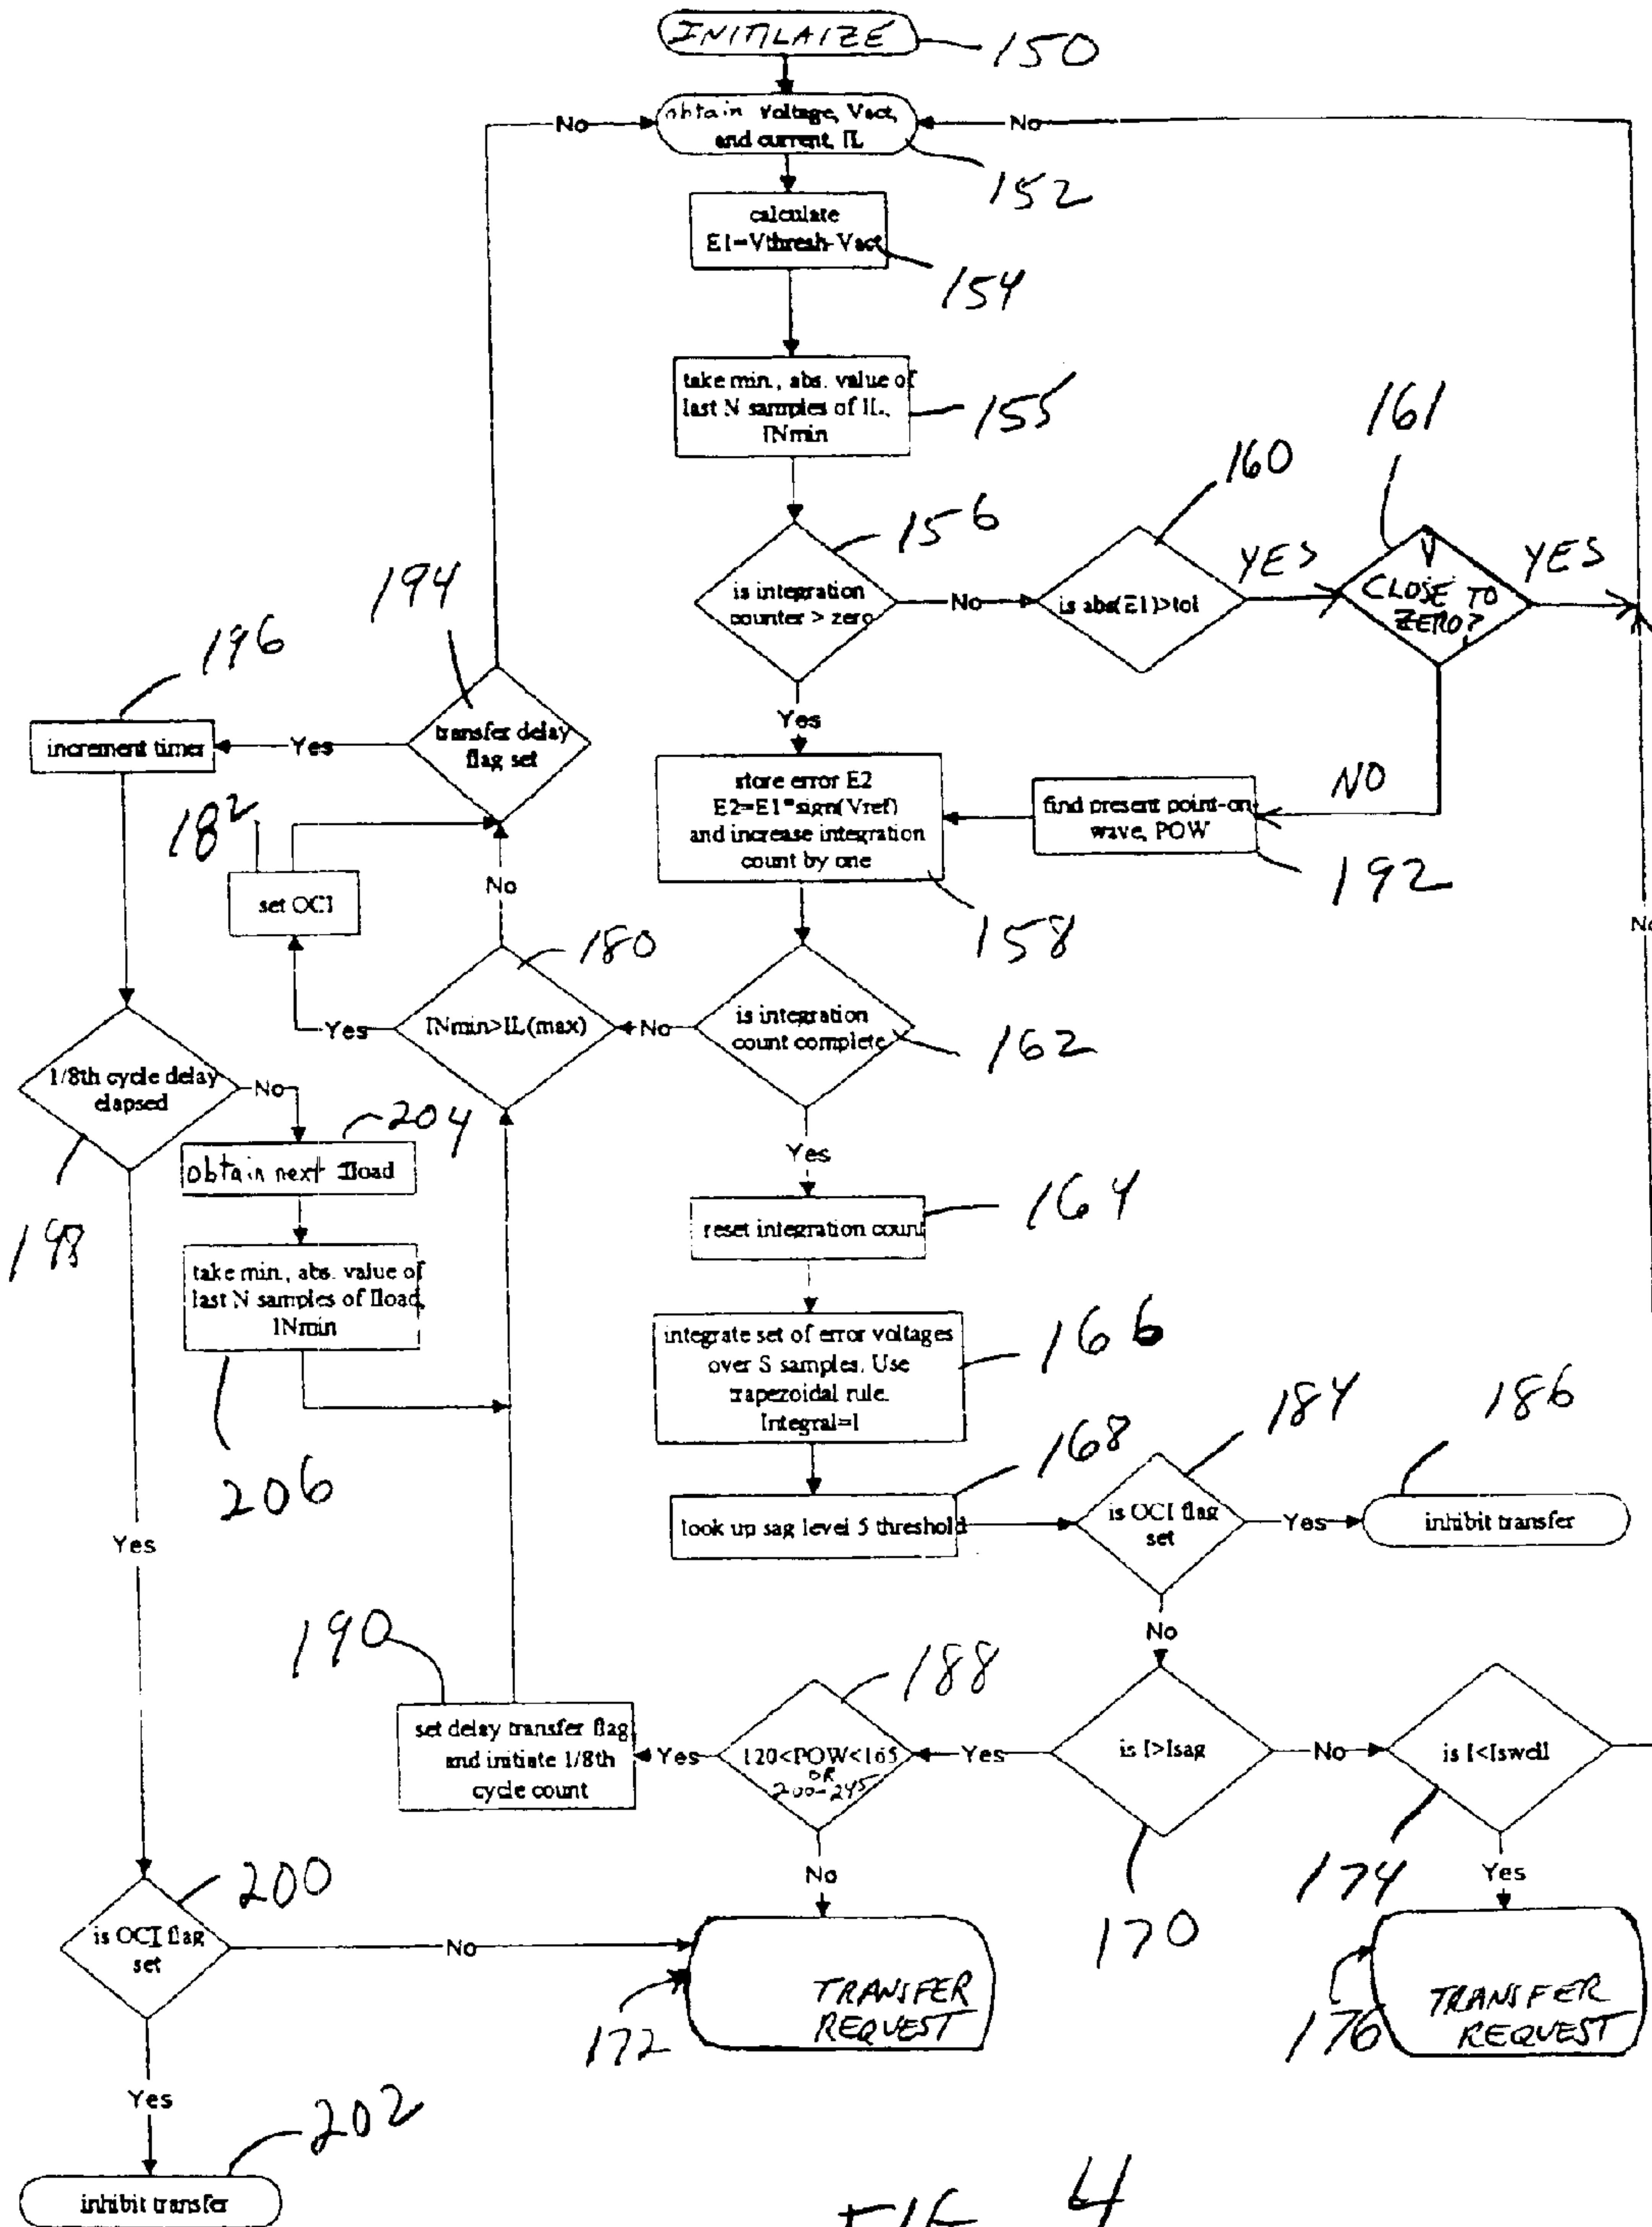 INITILAIZE
150
No
obtain Voltage, Vact,
and current, IL
No
152
calculate
E1=Vthresh-Vact
154
take min., abs. value of
last N samples of IL,
INmin
155
161
160
156
is integration
counter > zero
No
is abs(E1)>tol
YES
V
CLOSE TO
ZERO?
YES
194
196
increment timer
Yes
transfer delay
flag set
Yes
store error E2
E2=E1*sign(Vref)
and increase integration
count by one
find present point-on
wave, POW
NO
192
182
set OCI
No
158
No
180
Yes
INmin>IL(max)
No
is integration
count complete
162
1/8th cycle delay
elapsed
No
204
obtain next Iload
198
Yes
164
reset integration count
take min., abs. value of
last N samples of Iload,
INmin
206
integrate set of error voltages
over S samples. Use
trapezoidal rule.
Integral=I
166
168
184
186
look up sag level 5 threshold
is OCI flag
set
Yes
inhibit transfer
Yes
No
190
188
set delay transfer flag
and initiate 1/8th
cycle count
Yes
120<POW<165
OR
200-245
Yes
is I>Isag
No
is I<Iswell
No
170
174
Yes
200
is OCI flag
set
No
172
TRANSFER
REQUEST
176
TRANSFER
REQUEST
Yes
202
inhibit transfer
FIG 4